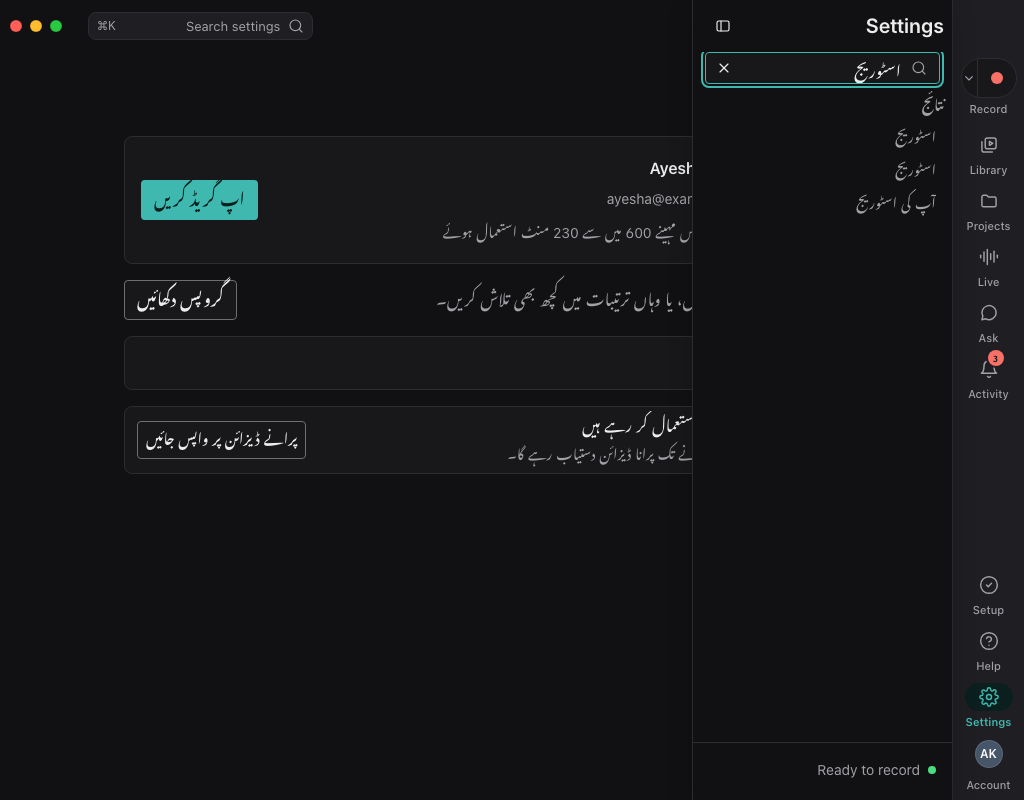 ⌘K
Search settings
Settings
اسٹوریج
نتائج
اسٹوریج
اسٹوریج
آپ کی اسٹوریج
Ayesh
ayesha@exar
مہینے 600 میں سے 230 منٹ استعمال ہوئے
اپ گریڈ کریں
یا وہاں ترتیبات میں کچھ بھی تلاش کریں۔
گروپس دکھائیں
ستعمال کر رہے ہیں
تک پرانا ڈیزائن دستیاب رہے گا۔
پرانے ڈیزائن پر واپس جائیں
Record
Library
Projects
Live
Ask
3
Activity
Setup
Help
Settings
AK
Account
Ready to record